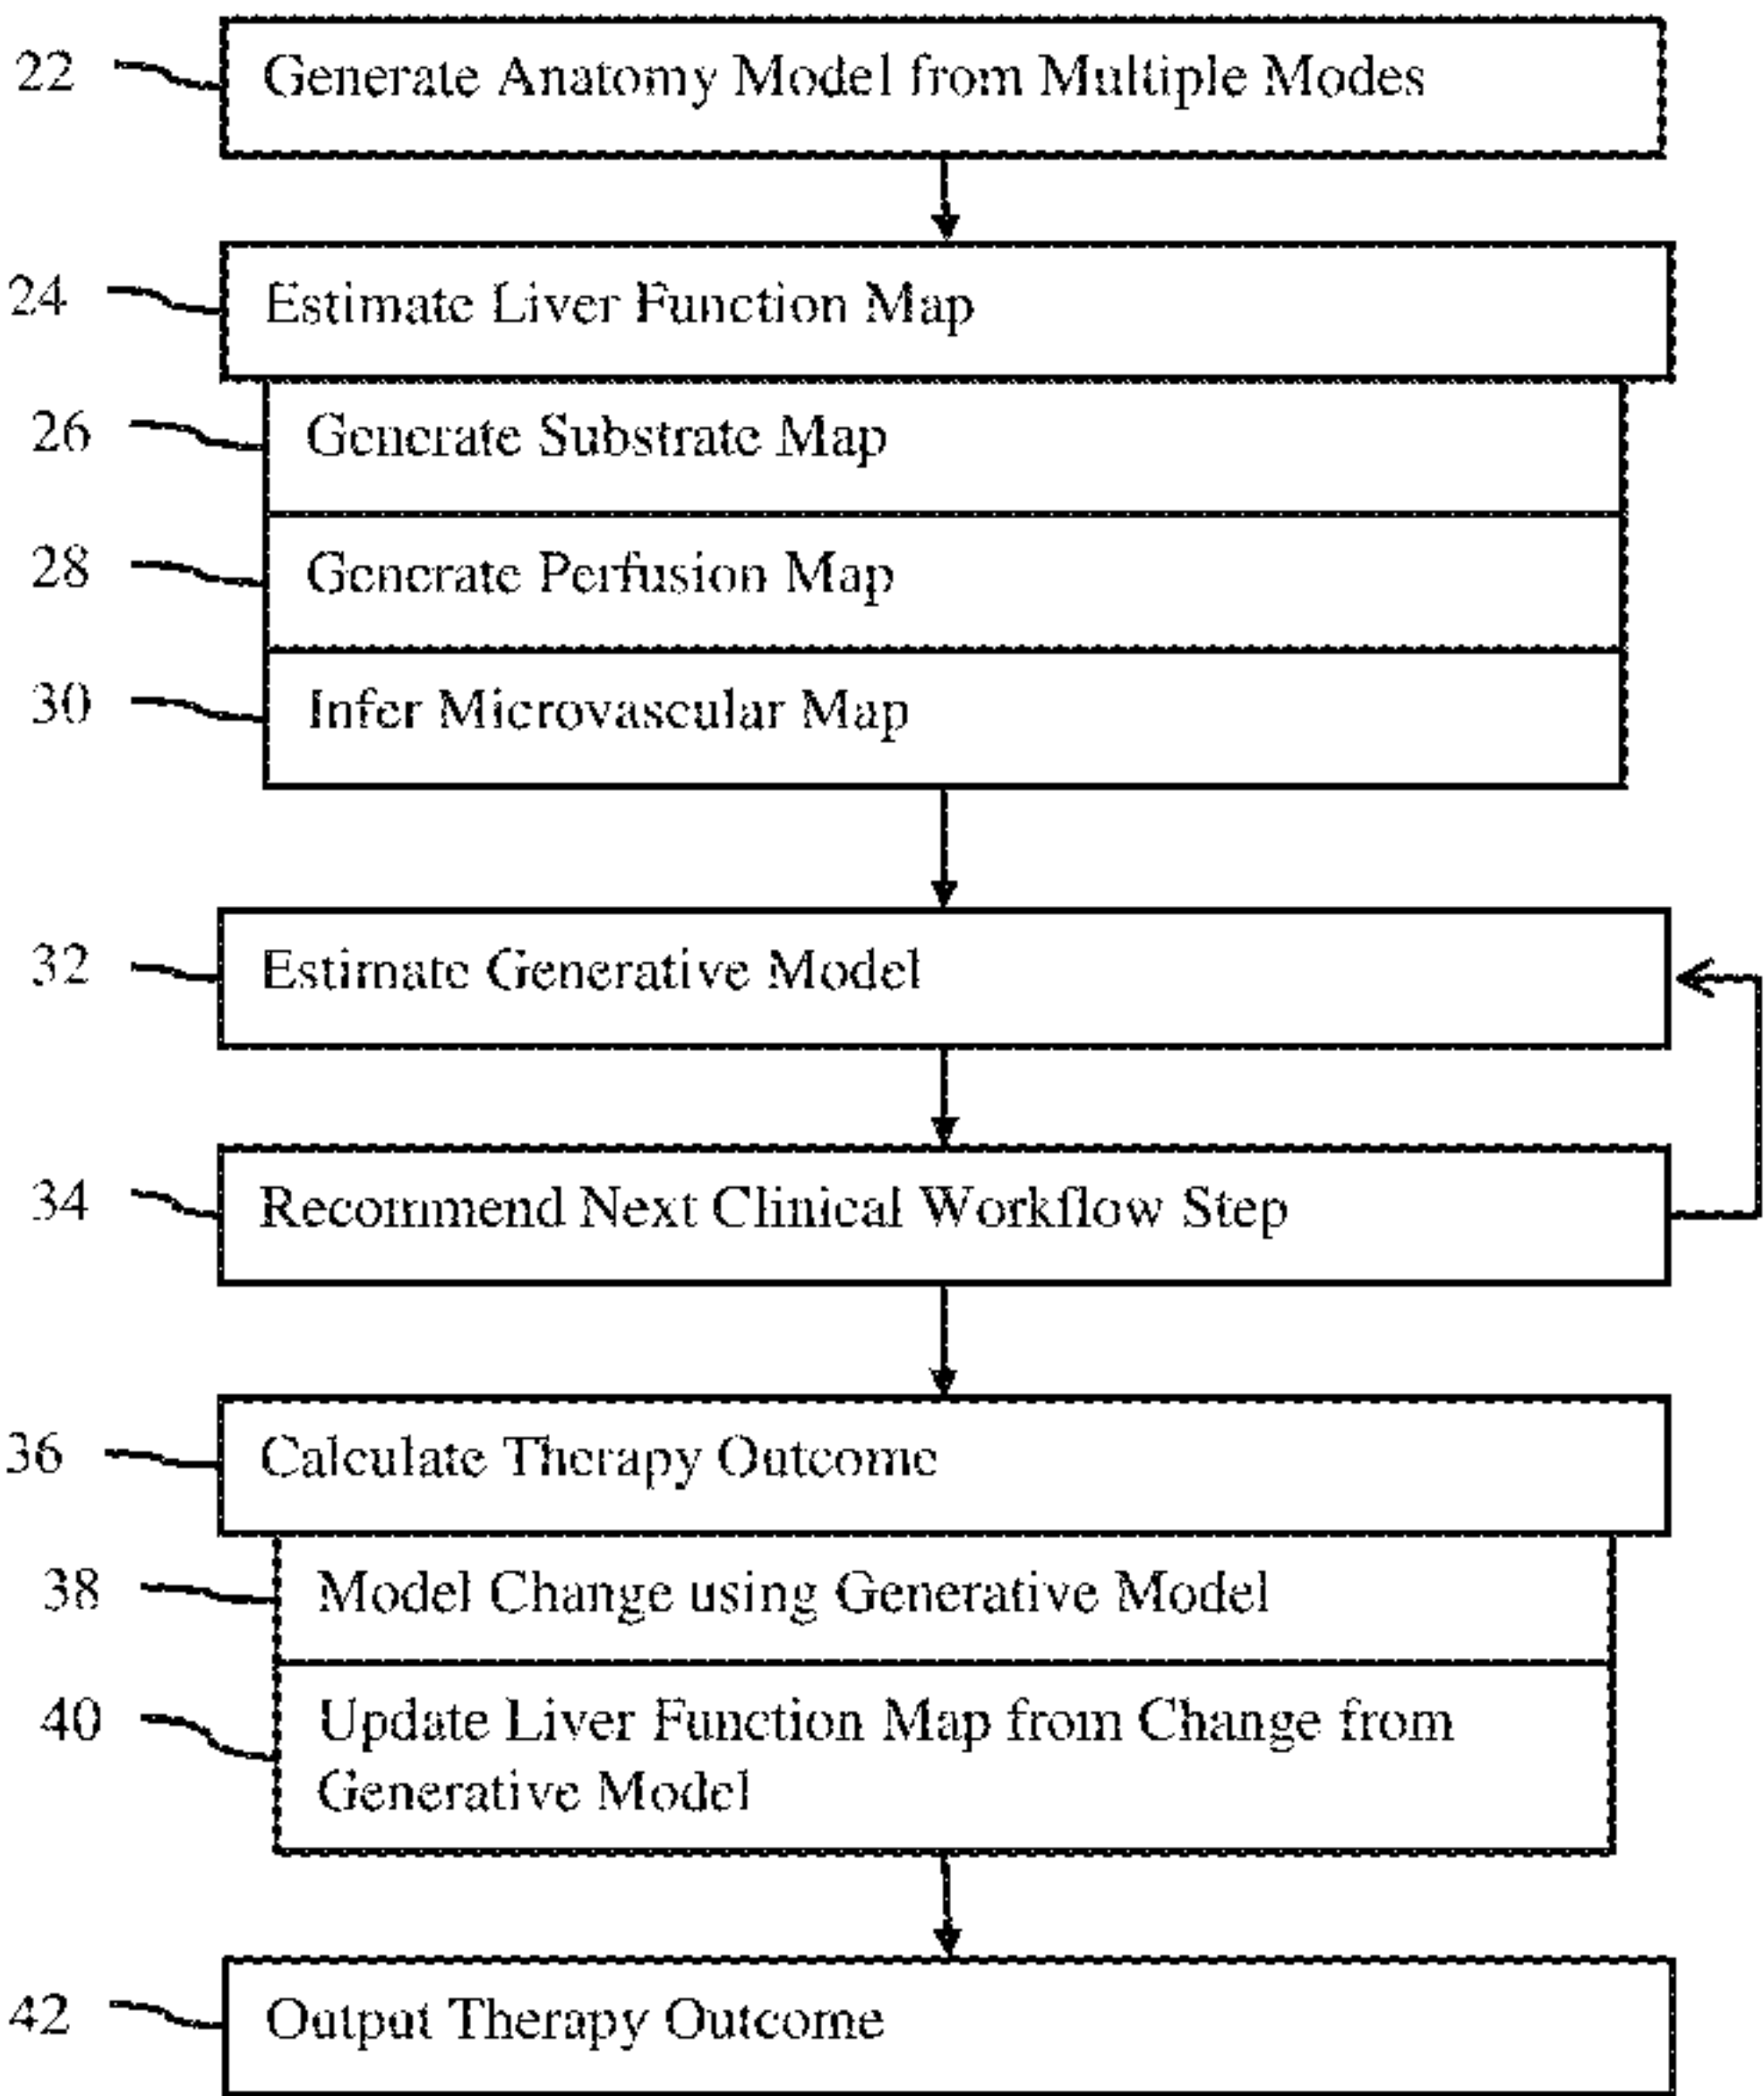 22 Generate Anatomy Model from Multiple Modes
24 Estimate Liver Function Map
26 Generate Substrate Map
28 Generate Perfusion Map
30 Infer Microvascular Map
32 Estimate Generative Model
34 Recommend Next Clinical Workflow Step
36 Calculate Therapy Outcome
38 Model Change using Generative Model
40 Update Liver Function Map from Change from
Generative Model
42 Output Therapy Outcome